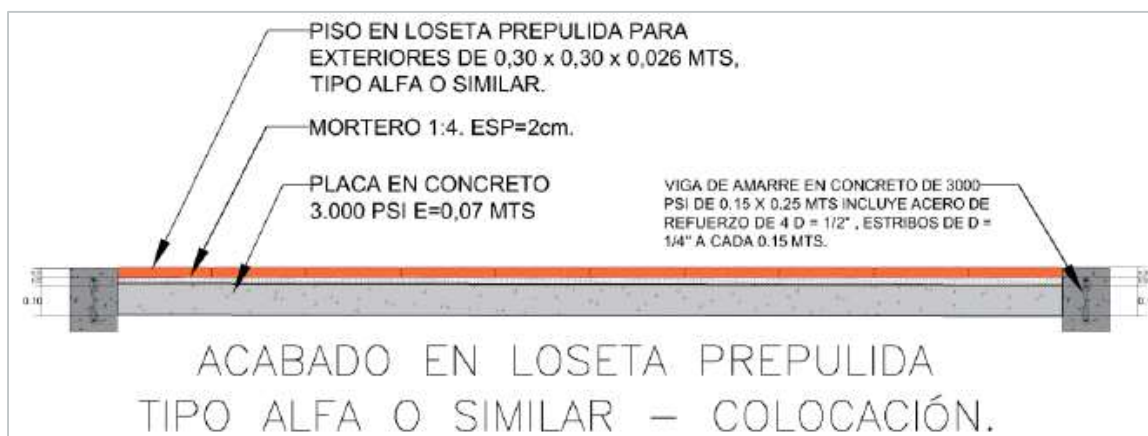 PISO EN LOSETA PREPULIDA PARA
EXTERIORES DE 0,30 x 0,30 x 0,026 MTS,
TIPO ALFA O SIMILAR.
MORTERO 1:4. ESP=2cm.
PLACA EN CONCRETO
3.000 PSI E=0,07 MTS
VIGA DE AMARRE EN CONCRETO DE 3000
PSI DE 0.15 X 0.25 MTS INCLUYE ACERO DE
REFUERZO DE 4 D = 1/2" , ESTRIBOS DE D =
1/4" A CADA 0.15 MTS.
0.10
ACABADO EN LOSETA PREPULIDA
TIPO ALFA O SIMILAR – COLOCACIÓN.